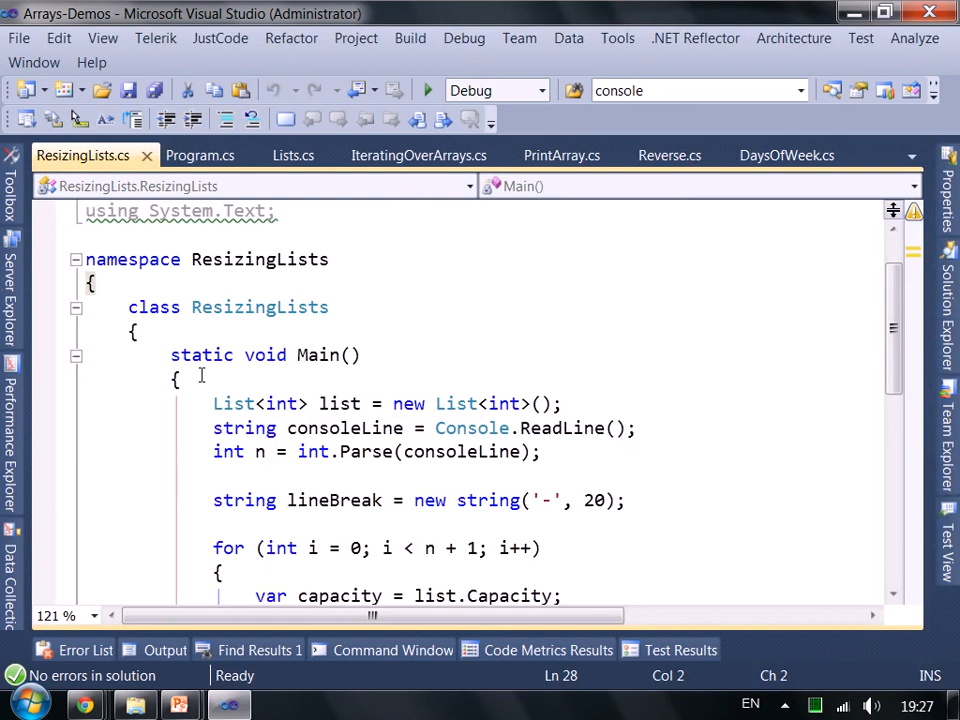 Arrays-Demos - Microsoft Visual Studio (Administrator)
File Edit View Telerik JustCode Refactor Project Build Debug Team Data Tools .NET Reflector Architecture Test Analyze
Window Help
Debug console
ResizingLists.cs Program.cs Lists.cs IteratingOverArrays.cs PrintArray.cs Reverse.cs DaysOfWeek.cs
ResizingLists.ResizingLists Main()
using System.Text;
namespace ResizingLists
{
class ResizingLists
{
static void Main()
{
List<int> list = new List<int>();
string consoleLine = Console.ReadLine();
int n = int.Parse(consoleLine);
string lineBreak = new string('-', 20);
for (int i = 0; i < n + 1; i++)
{
var capacity = list.Capacity;
121 %
Toolbox
Server Explorer
Performance Explorer
Data Collecti
Properties
Solution Explorer
Team Explorer
Test View
Error List Output Find Results 1 Command Window Code Metrics Results Test Results
No errors in solution Ready Ln 28 Col 2 Ch 2 INS
EN 19:27